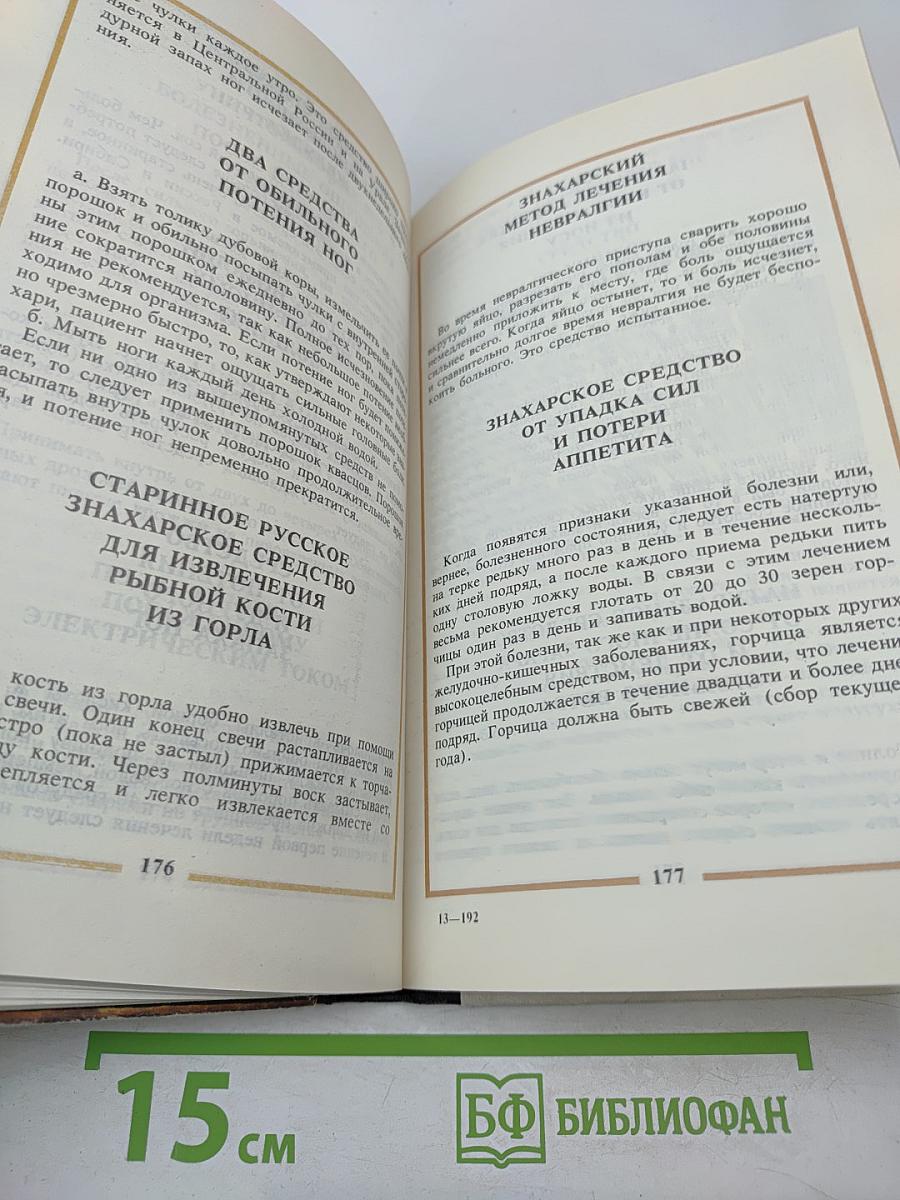 чулки каждое утро. Это средство
няется в Центральной России и на
дурной запах ног исчезает после
ния.
ДВА СРЕДСТВА
ОТ ОБИЛЬНОГО
ПОТЕНИЯ НОГ
а. Взять толику дубовой коры, измельчить ее
порошок и обильно посыпать чулки с внутренней
ны этим порошком ежедневно до тех пор, пока
ние сократится наполовину. Полное исчезновение
ния не рекомендуется, так как небольшое потение
ходимо для организма. Если потение ног будет
но чрезмерно быстро, то, как утверждают некоторые
хари, пациент начнет ощущать сильные головные
б. Мыть ноги каждый день холодной водой.
Если ни одно из вышеупомянутых средств не
ает, то следует применить порошок квасцов. Порошок
асыпать внутрь чулок довольно продолжительное вре-
я, и потение ног непременно прекратится.
СТАРИННОЕ РУССКОЕ
ЗНАХАРСКОЕ СРЕДСТВО
ДЛЯ ИЗВЛЕЧЕНИЯ
РЫБНОЙ КОСТИ
ИЗ ГОРЛА
кость из горла удобно извлечь при помощи
свечи. Один конец свечи растапливается на
стро (пока не застыл) прижимается к торча-
цу кости. Через полминуты воск застывает,
епляется и легко извлекается вместе со
176
ЗНАХАРСКИЙ
МЕТОД ЛЕЧЕНИЯ
НЕВРАЛГИИ
Во время невралгического приступа сварить хорошо
вкрутую яйцо, разрезать его пополам и обе половины
немедленно приложить к месту, где боль ощущается
сильнее всего. Когда яйцо остынет, то и боль исчезнет,
и сравнительно долгое время невралгия не будет беспо-
коить больного. Это средство испытанное.
ЗНАХАРСКОЕ СРЕДСТВО
ОТ УПАДКА СИЛ
И ПОТЕРИ
АППЕТИТА
Когда появятся признаки указанной болезни или,
вернее, болезненного состояния, следует есть натертую
на терке редьку много раз в день и в течение несколь-
ких дней подряд, а после каждого приема редьки пить
одну столовую ложку воды. В связи с этим лечением
весьма рекомендуется глотать от 20 до 30 зерен гор-
чицы один раз в день и запивать водой.
При этой болезни, так же как и при некоторых других
желудочно-кишечных заболеваниях, горчица является
высокоцелебным средством, но при условии, что лечени
горчицей продолжается в течение двадцати и более дне
подряд. Горчица должна быть свежей (сбор текуще
года).
177
13—192
15 см
БФ БИБЛИОФАН